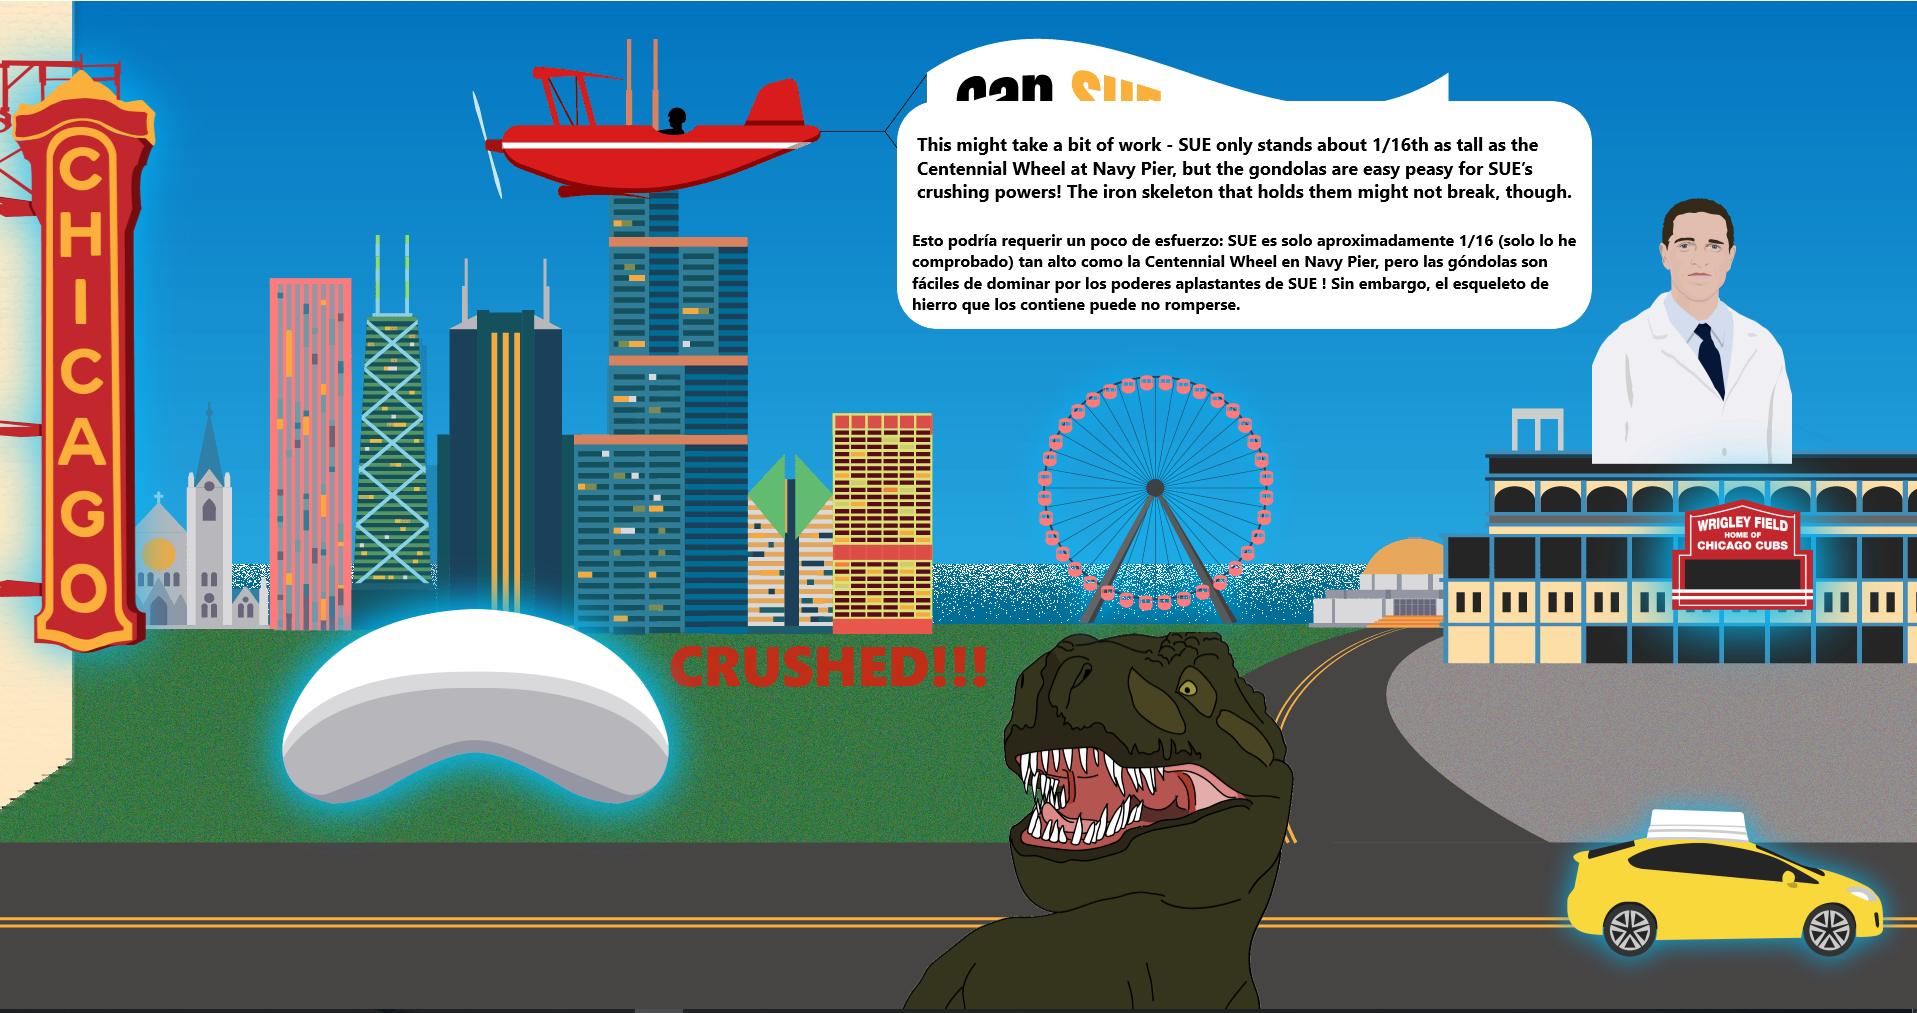 CHICAGO
Can SUE
This might take a bit of work - SUE only stands about 1/16th as tall as the
Centennial Wheel at Navy Pier, but the gondolas are easy peasy for SUE's
crushing powers! The iron skeleton that holds them might not break, though.
Esto podría requerir un poco de esfuerzo: SUE es solo aproximadamente 1/16 (solo lo he
comprobado) tan alto como la Centennial Wheel en Navy Pier, pero las góndolas son
fáciles de dominar por los poderes aplastantes de SUE ! Sin embargo, el esqueleto de
hierro que los contiene puede no romperse.
WRIGLEY FIELD
HOME OF
CHICAGO CUBS
CRUSHED!!!